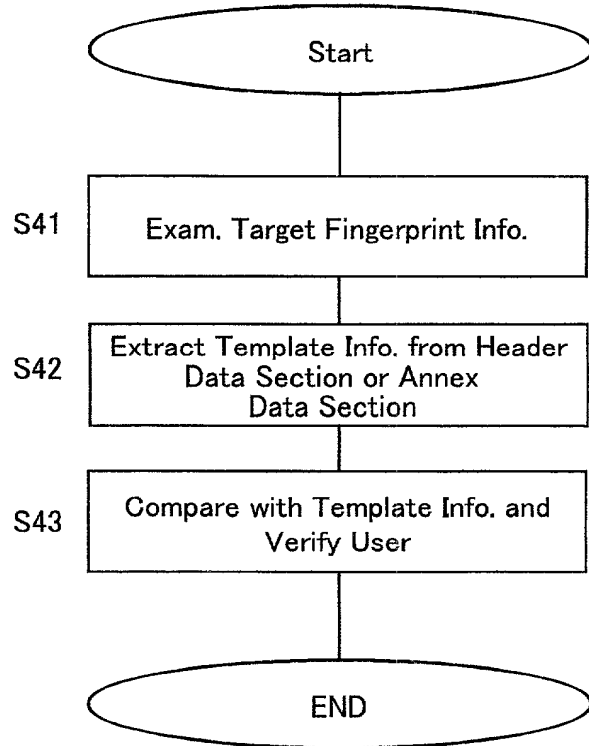 Start
S41
Exam. Target Fingerprint Info.
S42
Extract Template Info. from Header
Data Section or Annex
Data Section
S43
Compare with Template Info. and
Verify User
END